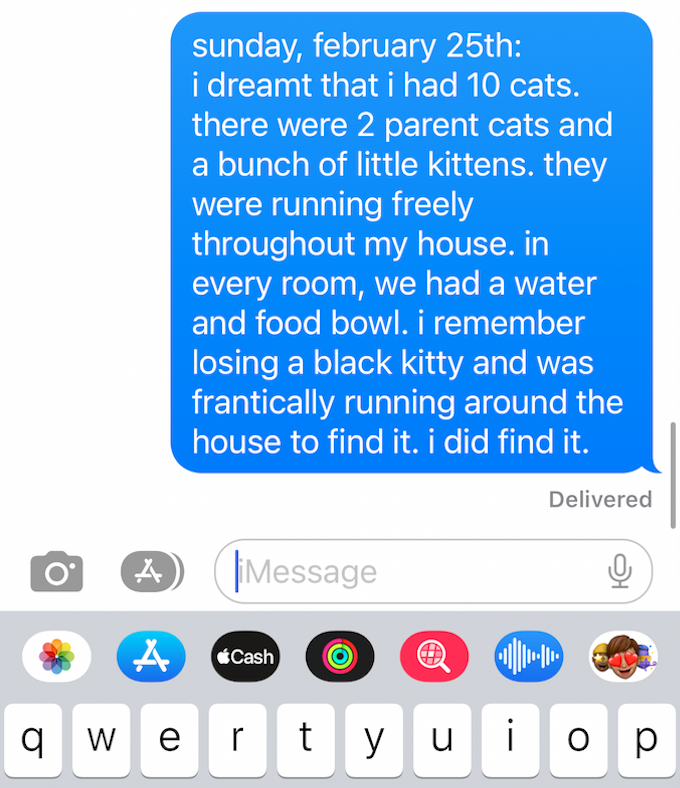 sunday, february 25th:
i dreamt that i had 10 cats.
there were 2 parent cats and
a bunch of little kittens. they
were running freely
throughout my house. in
every room, we had a water
and food bowl. i remember
losing a black kitty and was
frantically running around the
house to find it. i did find it.
Delivered
iMessage
Cash
q w e r t y u i o p